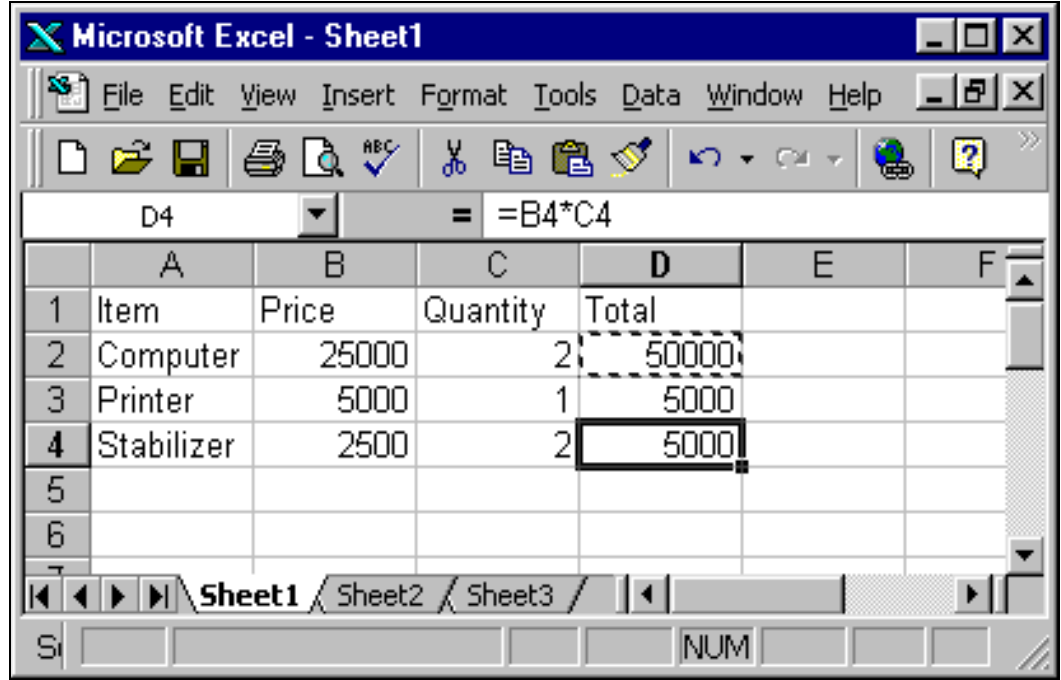 Microsoft Excel - Sheet1
File Edit View Insert Format Tools Data Window Help
ABC
D4 = =B4*C4
A B C D E F
1 Item Price Quantity Total
2 Computer 25000 2 50000
3 Printer 5000 1 5000
4 Stabilizer 2500 2 5000
5
6
Sheet1 Sheet2 Sheet3
NUM